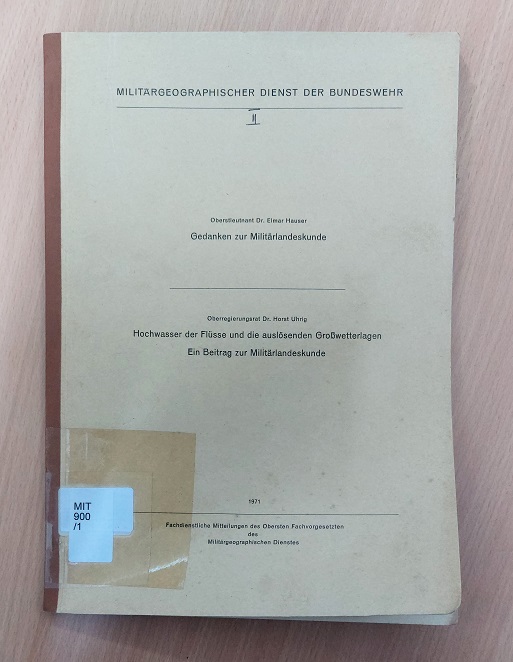 MILITÄRGEOGRAPHISCHER DIENST DER BUNDESWEHR
II
Oberstleutnant Dr. Elmar Hauser
Gedanken zur Militärlandeskunde
Oberregierungsrat Dr. Horst Uhrig
Hochwasser der Flüsse und die auslösenden Großwetterlagen
Ein Beitrag zur Militärlandeskunde
1971
Fachdienstliche Mitteilungen des Obersten Fachvorgesetzten
des
Militärgeographischen Dienstes
MIT
900
/1